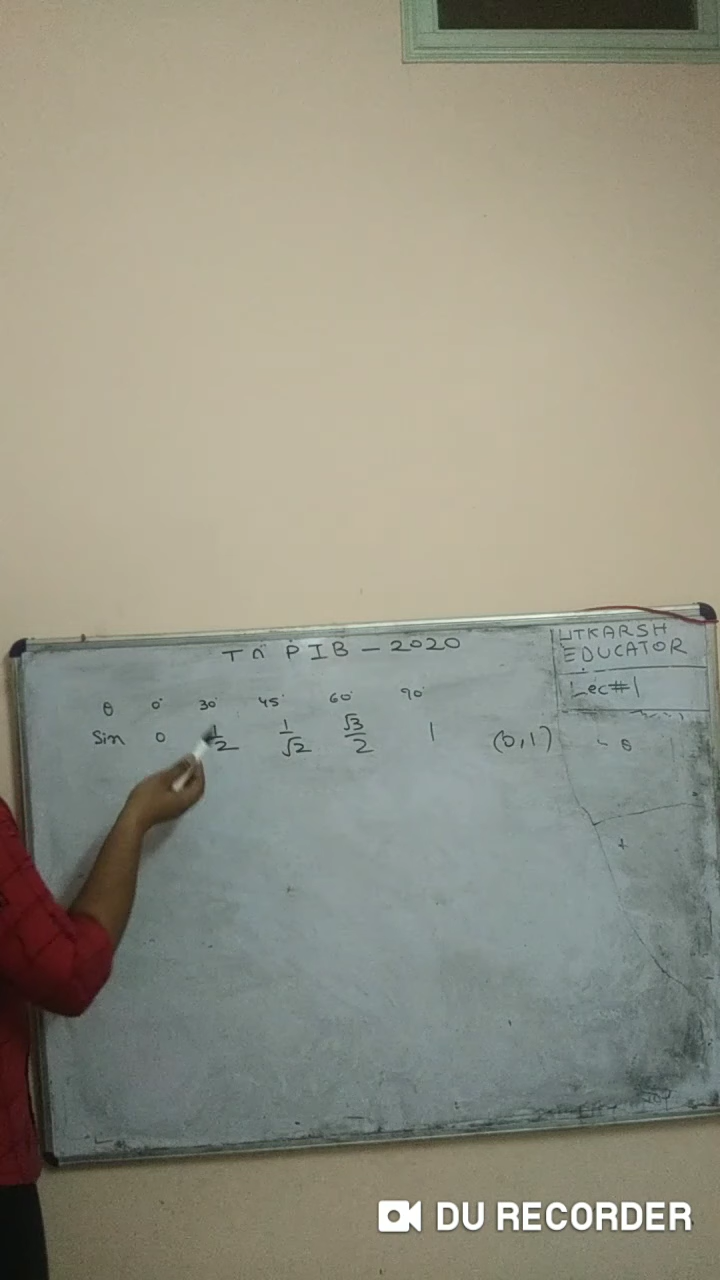 Tn PIB - 2020
UTKARSH
EDUCATOR
Lec#1
θ 0° 30° 45° 60° 90°
Sin 0 1/2 1/√2 √3/2 1 (0,1) θ
DU RECORDER